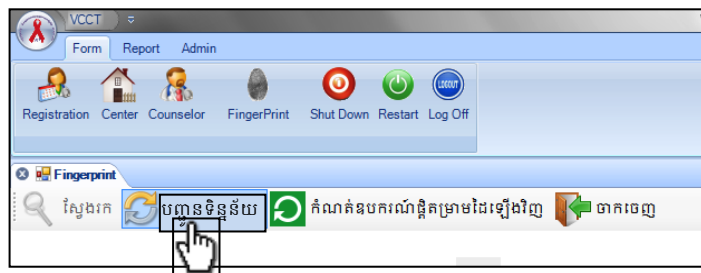 VCCT
Form Report Admin
Registration Center Counselor FingerPrint Shut Down Restart LOGOUT Log Off
Fingerprint
ស្វែងរក បញ្ជូនទិន្នន័យ កំណត់ឧបករណ៍ផ្តិតម្រាមដៃឡើងវិញ ចាកចេញ